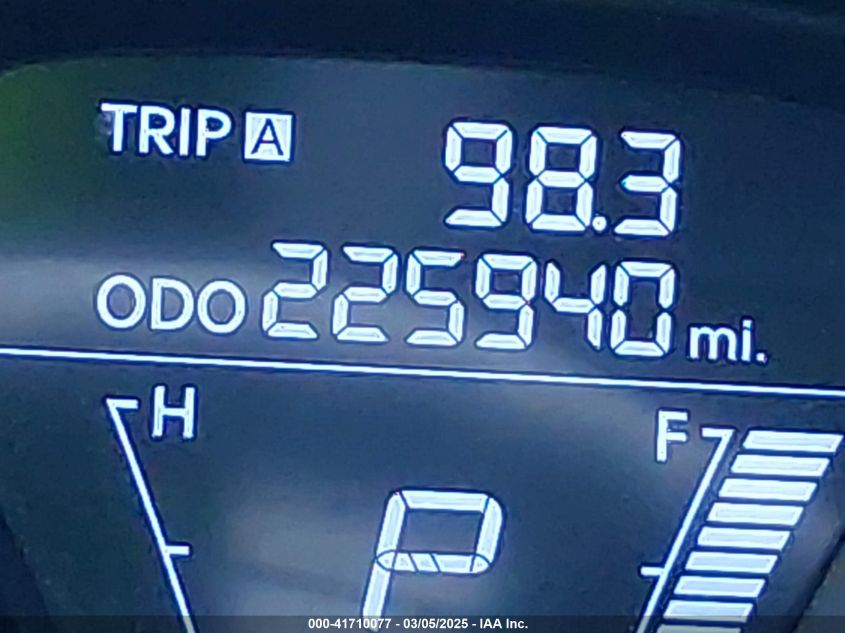 TRIP A 98.3
ODO 225940 mi.
H F
P
000-41710077 - 03/05/2025 - IAA Inc.